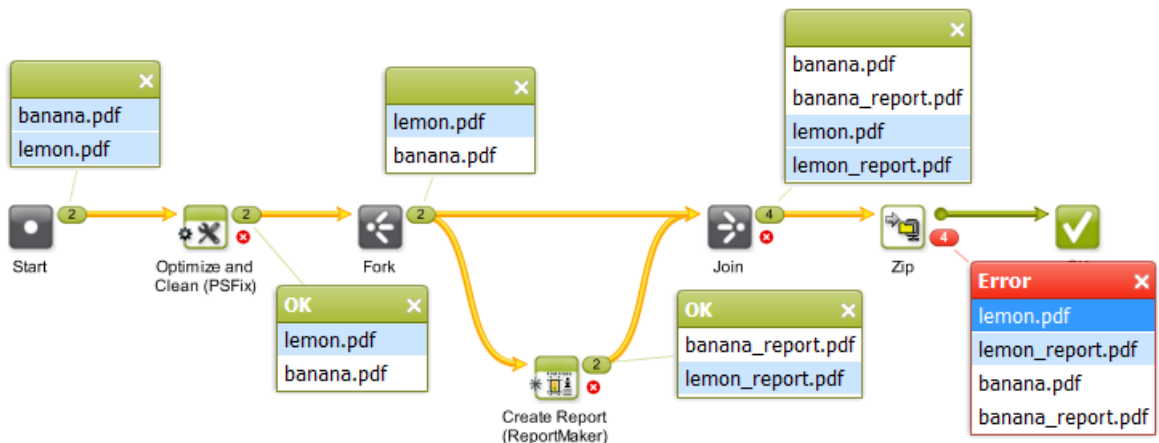 banana.pdf
lemon.pdf
lemon.pdf
banana.pdf
banana.pdf
banana_report.pdf
lemon.pdf
lemon_report.pdf
2
2
2
4
4
Start
Optimize and
Clean (PSFix)
Fork
Join
Zip
OK
lemon.pdf
banana.pdf
OK
banana_report.pdf
lemon_report.pdf
Error
lemon.pdf
lemon_report.pdf
banana.pdf
banana_report.pdf
2
Create Report
(ReportMaker)